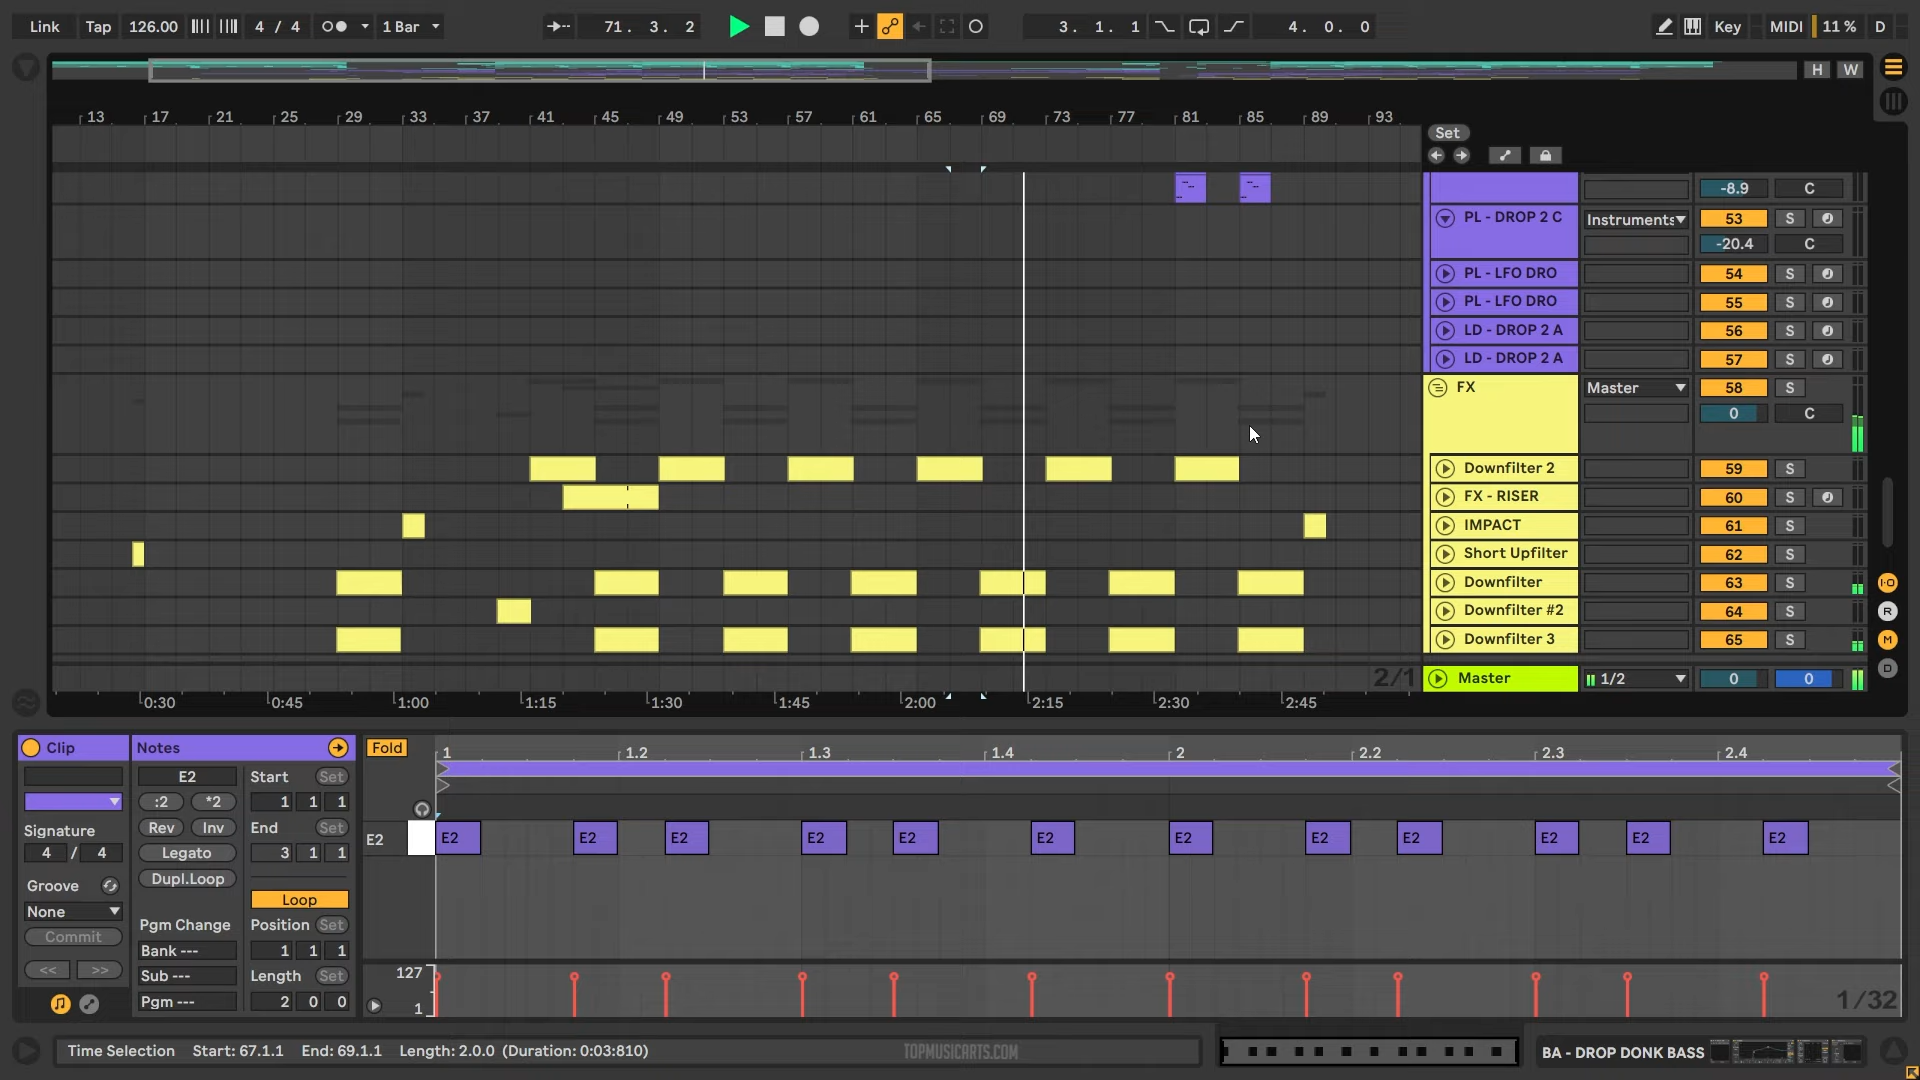 Link Tap 126.00 4 / 4 1 Bar 71. 3. 2 3. 1. 1 4. 0. 0 Key MIDI 11 % D
H W
13 17 21 25 29 33 37 41 45 49 53 57 61 65 69 73 77 81 85 89 93
Set
-8.9 C
PL - DROP 2 C Instruments 53 S
-20.4 C
PL - LFO DRO 54 S
PL - LFO DRO 55 S
LD - DROP 2 A 56 S
LD - DROP 2 A 57 S
FX Master 58 S
0 C
Downfilter 2 59 S
FX - RISER 60 S
IMPACT 61 S
Short Upfilter 62 S
Downfilter 63 S I·O
Downfilter #2 64 S R
Downfilter 3 65 S M
D
2/1 Master 1/2 0 0
0:30 0:45 1:00 1:15 1:30 1:45 2:00 2:15 2:30 2:45
Clip Notes Fold 1 1.2 1.3 1.4 2 2.2 2.3 2.4
E2 Start Set
:2 *2 1 1 1
Signature Rev Inv End Set
4 / 4 Legato 3 1 1
E2 E2 E2 E2 E2 E2 E2 E2 E2 E2 E2 E2 E2
Dupl.Loop
Groove
None Loop
Pgm Change Position Set
Commit Bank --- 1 1 1
<< >> Sub --- Length Set
Pgm --- 2 0 0
127
1
1/32
Time Selection Start: 67.1.1 End: 69.1.1 Length: 2.0.0 (Duration: 0:03:810) TOPMUSICARTS.COM BA - DROP DONK BASS